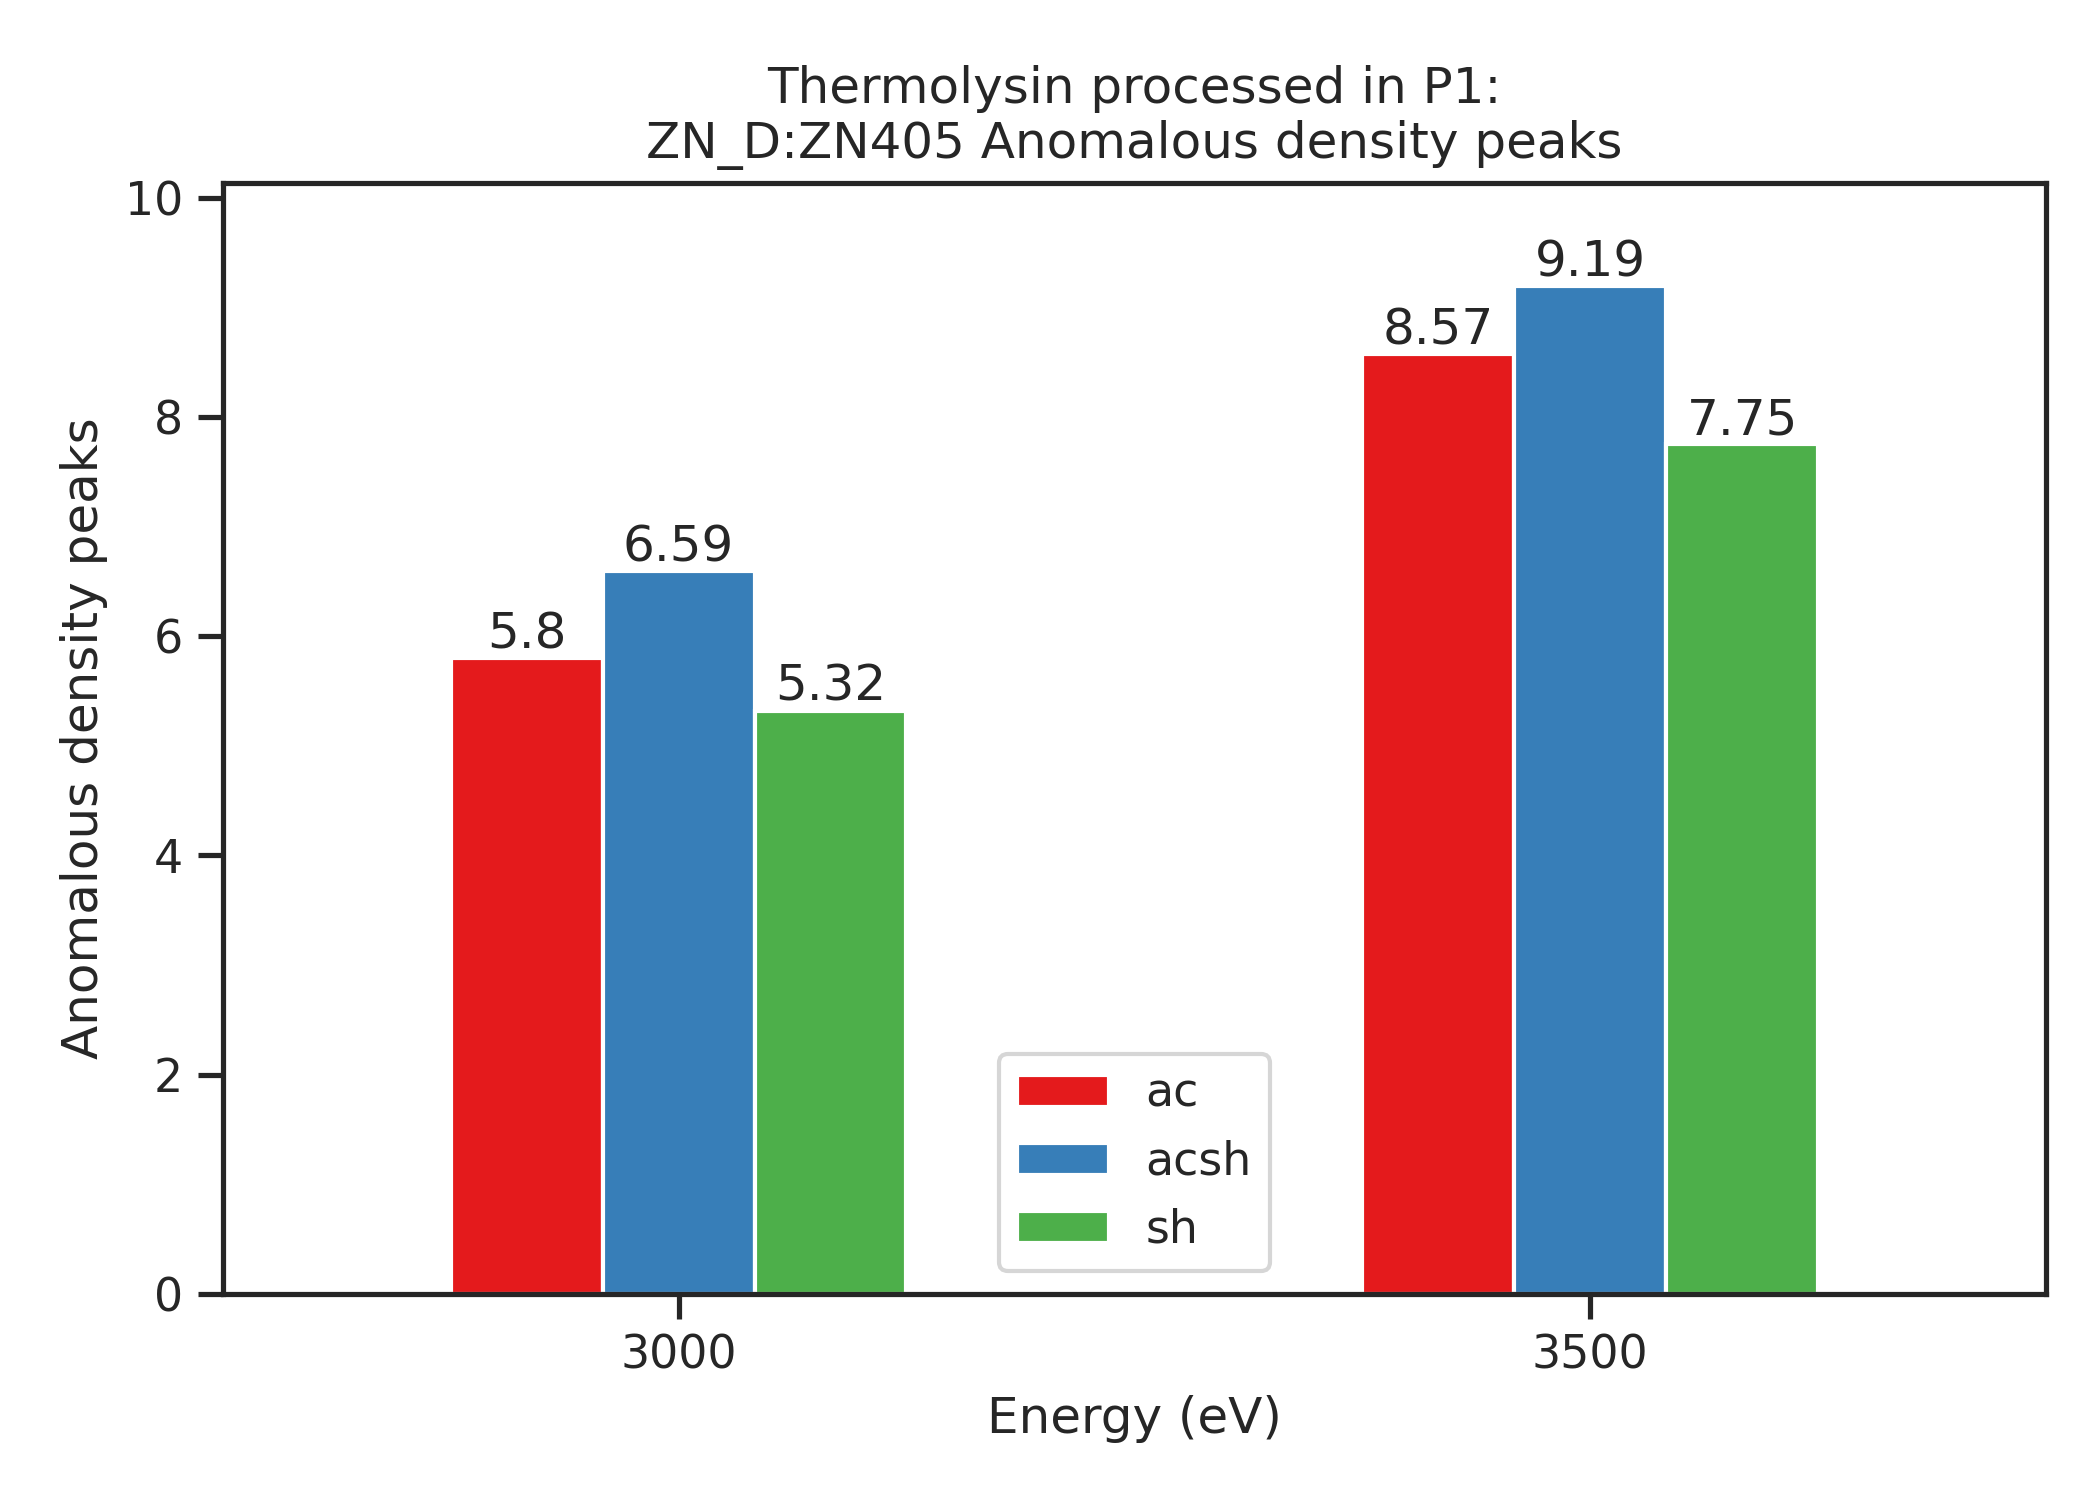 Thermolysin processed in P1:
ZN_D:ZN405 Anomalous density peaks
Anomalous density peaks
10
8
6
4
2
0
5.8
6.59
5.32
8.57
9.19
7.75
ac
acsh
sh
3000
3500
Energy (eV)